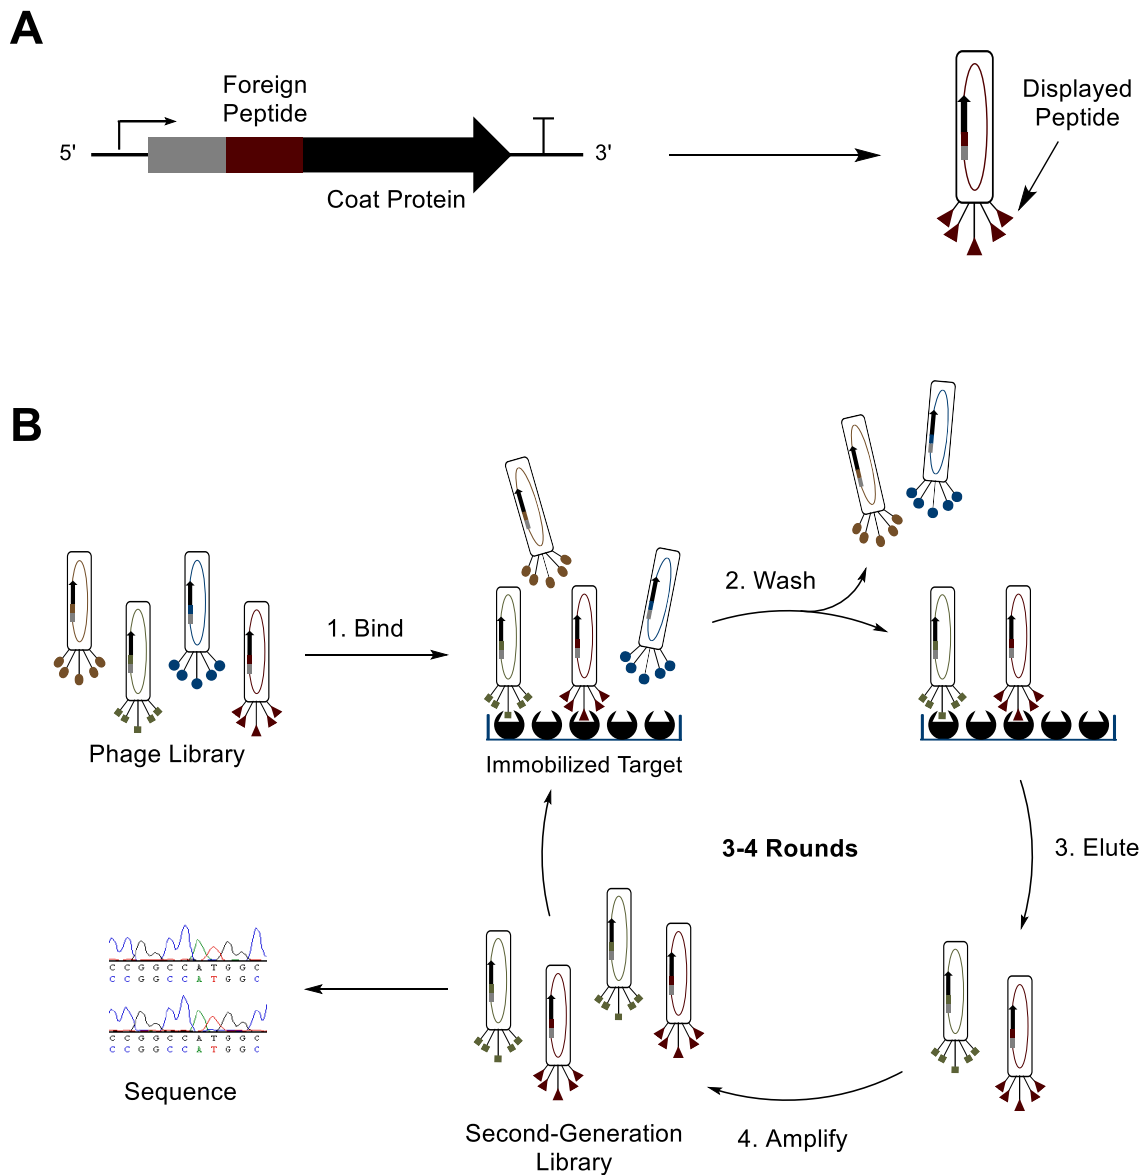 A
Foreign
Peptide
5'
3'
Coat Protein
Displayed
Peptide
B
1. Bind
2. Wash
Phage Library
Immobilized Target
3-4 Rounds
3. Elute
C C G G C C A T G G C
C C G G C C A T G G C
C C G G C C A T G G C
C C G G C C A T G G C
Sequence
Second-Generation
Library
4. Amplify